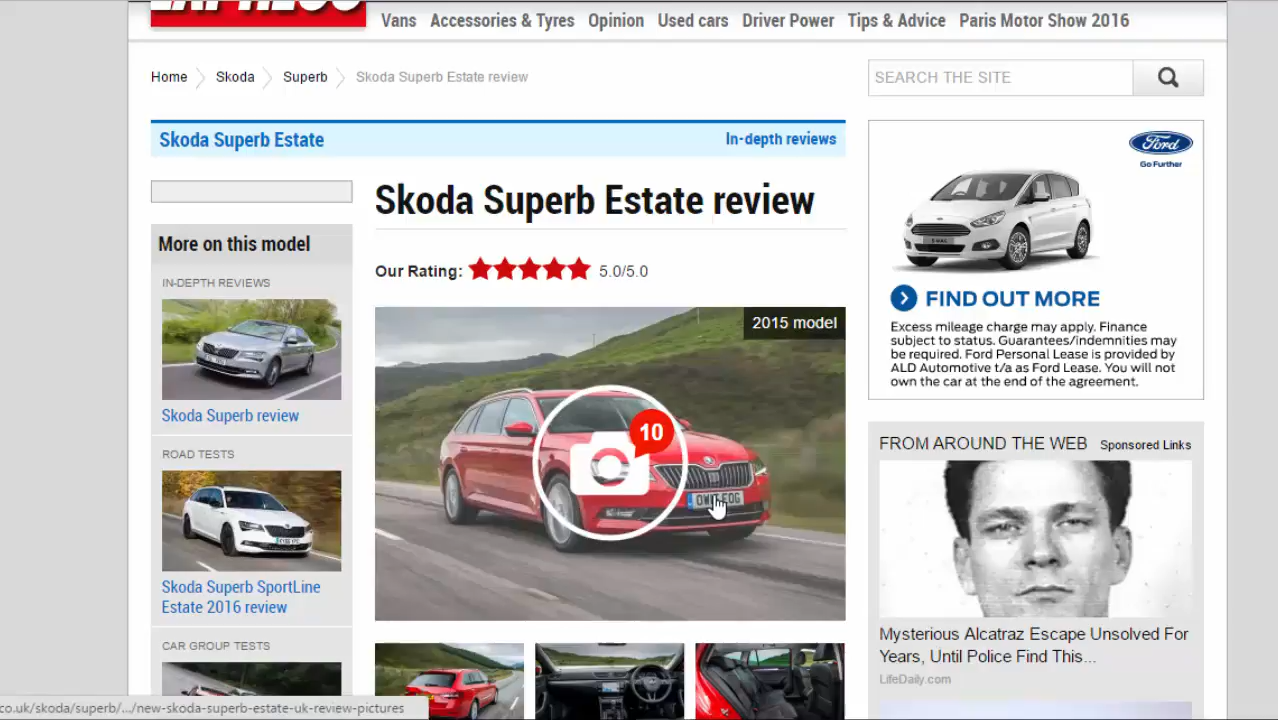 EXPRESS
Vans Accessories & Tyres Opinion Used cars Driver Power Tips & Advice Paris Motor Show 2016
Home Skoda Superb Skoda Superb Estate review
SEARCH THE SITE
Skoda Superb Estate In-depth reviews
Skoda Superb Estate review
Our Rating: 5.0/5.0
2015 model
10
More on this model
IN-DEPTH REVIEWS
Skoda Superb review
ROAD TESTS
Skoda Superb SportLine
Estate 2016 review
CAR GROUP TESTS
Ford
Go Further
FIND OUT MORE
Excess mileage charge may apply. Finance
subject to status. Guarantees/indemnities may
be required. Ford Personal Lease is provided by
ALD Automotive t/a as Ford Lease. You will not
own the car at the end of the agreement.
FROM AROUND THE WEB Sponsored Links
Mysterious Alcatraz Escape Unsolved For
Years, Until Police Find This...
LifeDaily.com
co.uk/skoda/superb/.../new-skoda-superb-estate-uk-review-pictures